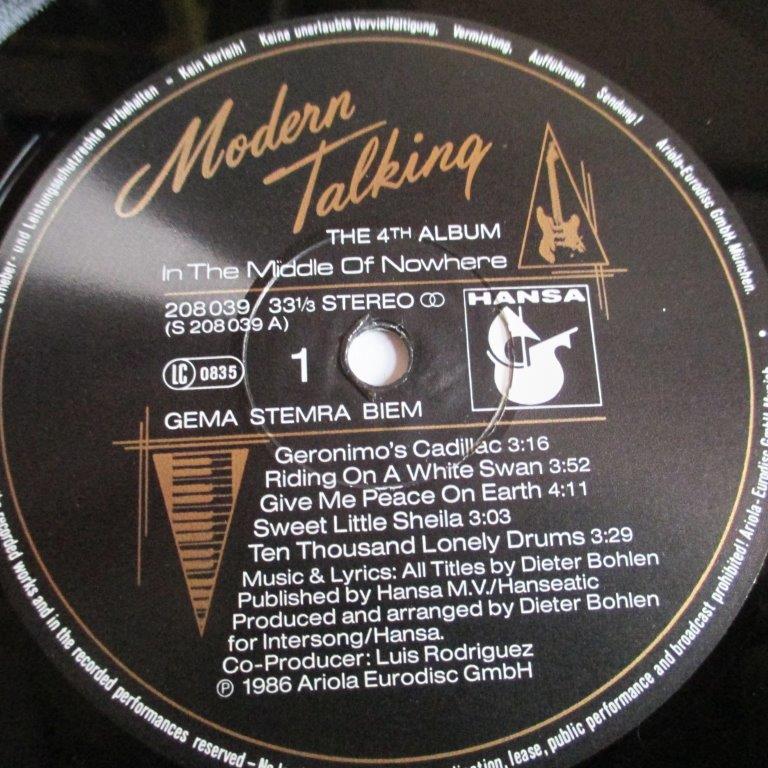 Modern
Talking
THE 4TH ALBUM
In The Middle Of Nowhere
208 039 33⅓ STEREO
(S 208 039 A)
HANSA
LC 0835
1
GEMA STEMRA BIEM
Geronimo's Cadillac 3:16
Riding On A White Swan 3:52
Give Me Peace On Earth 4:11
Sweet Little Sheila 3:03
Ten Thousand Lonely Drums 3:29
Music & Lyrics: All Titles by Dieter Bohlen
Published by Hansa M.V./Hanseatic
Produced and arranged by Dieter Bohlen
for Intersong/Hansa.
Co-Producer: Luis Rodriguez
℗ 1986 Ariola Eurodisc GmbH
Urheber- und Leistungsschutzrechte vorbehalten - Kein Verleih! Keine unerlaubte Vervielfältigung, Vermietung, Aufführung, Sendung! Ariola-Eurodisc GmbH, München.
recorded works and in the recorded performances reserved - No lease, public performance and broadcast prohibited! Ariola - Eurodisc GmbH, Munich